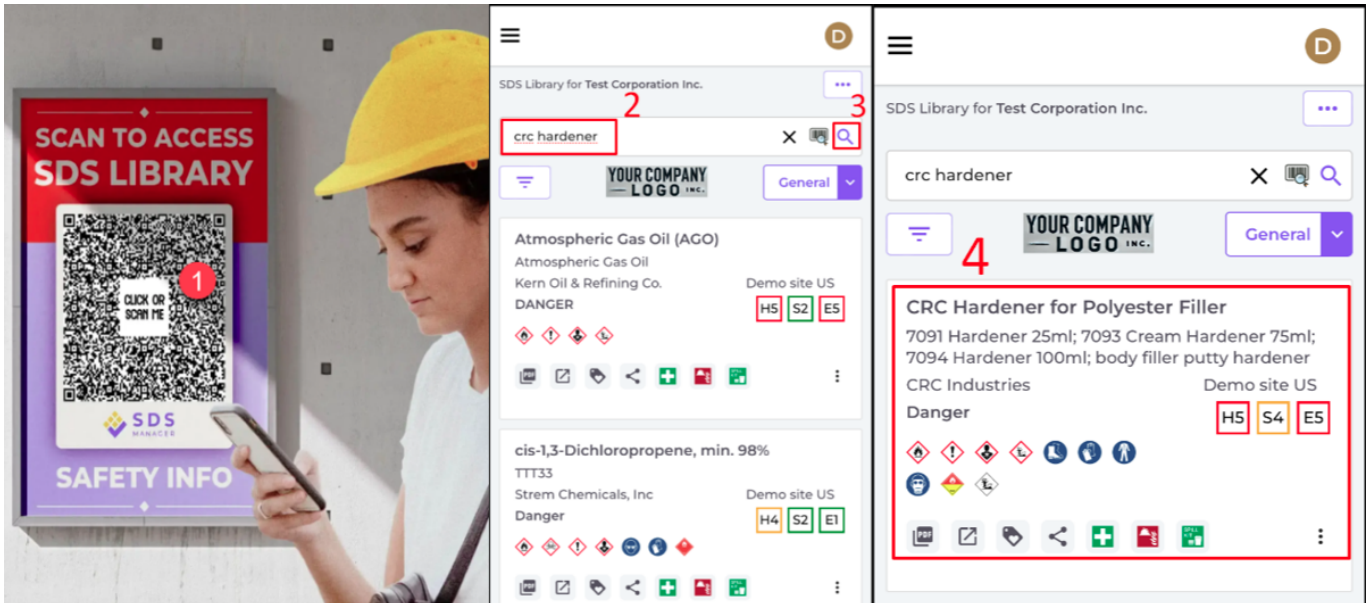 SCAN TO ACCESS
SDS LIBRARY
1
CLICK OR
SCAN ME
SDS
MANAGER
SAFETY INFO
D
SDS Library for Test Corporation Inc.
2
3
crc hardener
YOUR COMPANY
LOGO INC.
General
Atmospheric Gas Oil (AGO)
Atmospheric Gas Oil
Kern Oil & Refining Co.
Demo site US
DANGER
H5 S2 E5
PDF
cis-1,3-Dichloropropene, min. 98%
TTT33
Strem Chemicals, Inc
Demo site US
Danger
H4 S2 E1
PDF
D
SDS Library for Test Corporation Inc.
crc hardener
YOUR COMPANY
LOGO INC.
General
4
CRC Hardener for Polyester Filler
7091 Hardener 25ml; 7093 Cream Hardener 75ml;
7094 Hardener 100ml; body filler putty hardener
CRC Industries
Demo site US
Danger
H5 S4 E5
PDF
SPILL